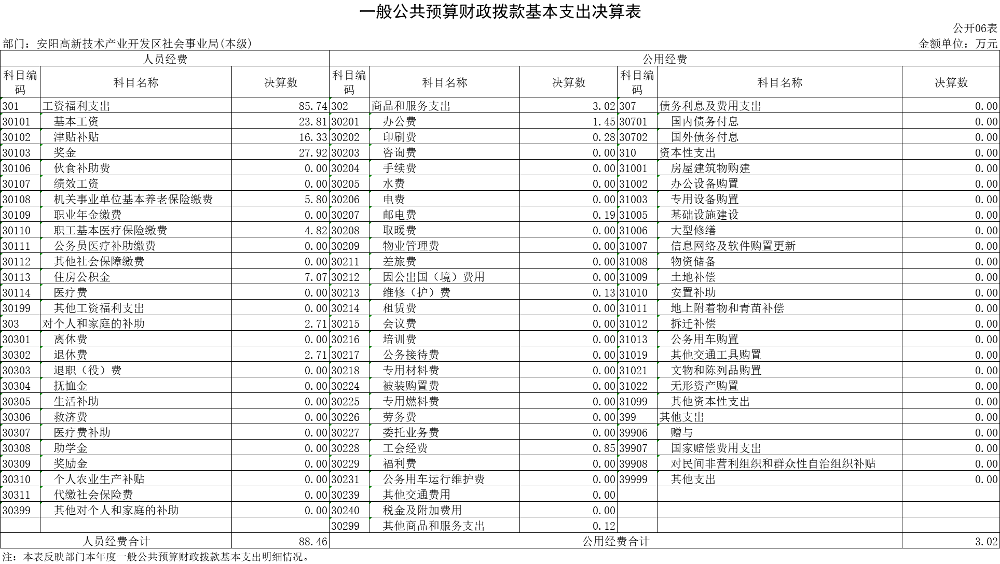 一般公共预算财政拨款基本支出决算表
公开06表
部门：安阳高新技术产业开发区社会事业局(本级) 金额单位：万元
人员经费 公用经费
科目编码 科目名称 决算数 科目编码 科目名称 决算数 科目编码 科目名称 决算数
301 工资福利支出 85.74 302 商品和服务支出 3.02 307 债务利息及费用支出 0.00
30101 基本工资 23.81 30201 办公费 1.45 30701 国内债务付息 0.00
30102 津贴补贴 16.33 30202 印刷费 0.28 30702 国外债务付息 0.00
30103 奖金 27.92 30203 咨询费 0.00 310 资本性支出 0.00
30106 伙食补助费 0.00 30204 手续费 0.00 31001 房屋建筑物购建 0.00
30107 绩效工资 0.00 30205 水费 0.00 31002 办公设备购置 0.00
30108 机关事业单位基本养老保险缴费 5.80 30206 电费 0.00 31003 专用设备购置 0.00
30109 职业年金缴费 0.00 30207 邮电费 0.19 31005 基础设施建设 0.00
30110 职工基本医疗保险缴费 4.82 30208 取暖费 0.00 31006 大型修缮 0.00
30111 公务员医疗补助缴费 0.00 30209 物业管理费 0.00 31007 信息网络及软件购置更新 0.00
30112 其他社会保障缴费 0.00 30211 差旅费 0.00 31008 物资储备 0.00
30113 住房公积金 7.07 30212 因公出国（境）费用 0.00 31009 土地补偿 0.00
30114 医疗费 0.00 30213 维修（护）费 0.13 31010 安置补助 0.00
30199 其他工资福利支出 0.00 30214 租赁费 0.00 31011 地上附着物和青苗补偿 0.00
303 对个人和家庭的补助 2.71 30215 会议费 0.00 31012 拆迁补偿 0.00
30301 离休费 0.00 30216 培训费 0.00 31013 公务用车购置 0.00
30302 退休费 2.71 30217 公务接待费 0.00 31019 其他交通工具购置 0.00
30303 退职（役）费 0.00 30218 专用材料费 0.00 31021 文物和陈列品购置 0.00
30304 抚恤金 0.00 30224 被装购置费 0.00 31022 无形资产购置 0.00
30305 生活补助 0.00 30225 专用燃料费 0.00 31099 其他资本性支出 0.00
30306 救济费 0.00 30226 劳务费 0.00 399 其他支出 0.00
30307 医疗费补助 0.00 30227 委托业务费 0.00 39906 赠与 0.00
30308 助学金 0.00 30228 工会经费 0.85 39907 国家赔偿费用支出 0.00
30309 奖励金 0.00 30229 福利费 0.00 39908 对民间非营利组织和群众性自治组织补贴 0.00
30310 个人农业生产补贴 0.00 30231 公务用车运行维护费 0.00 39999 其他支出 0.00
30311 代缴社会保险费 0.00 30239 其他交通费用 0.00
30399 其他对个人和家庭的补助 0.00 30240 税金及附加费用 0.00
30299 其他商品和服务支出 0.12
人员经费合计 88.46 公用经费合计 3.02
注：本表反映部门本年度一般公共预算财政拨款基本支出明细情况。